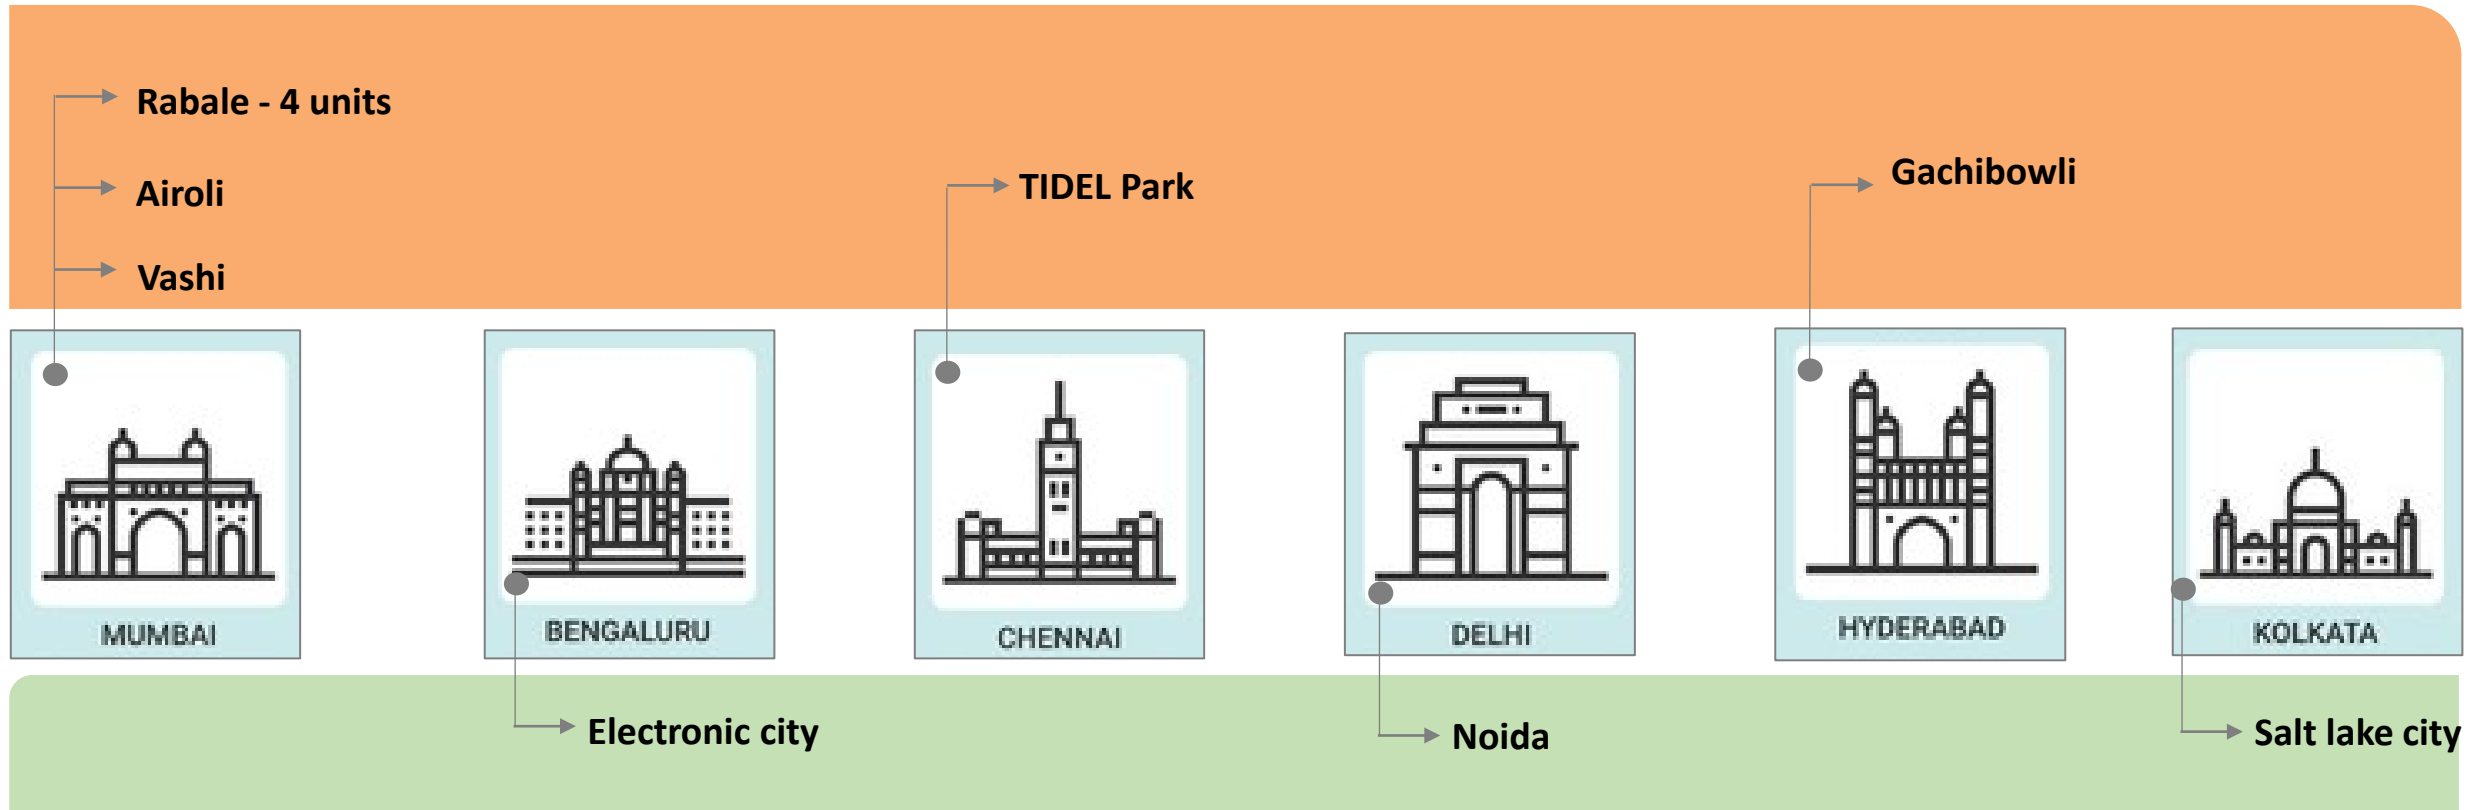 Rabale - 4 units
Airoli
Vashi
TIDEL Park
Gachibowli
MUMBAI
BENGALURU
CHENNAI
DELHI
HYDERABAD
KOLKATA
Electronic city
Noida
Salt lake city